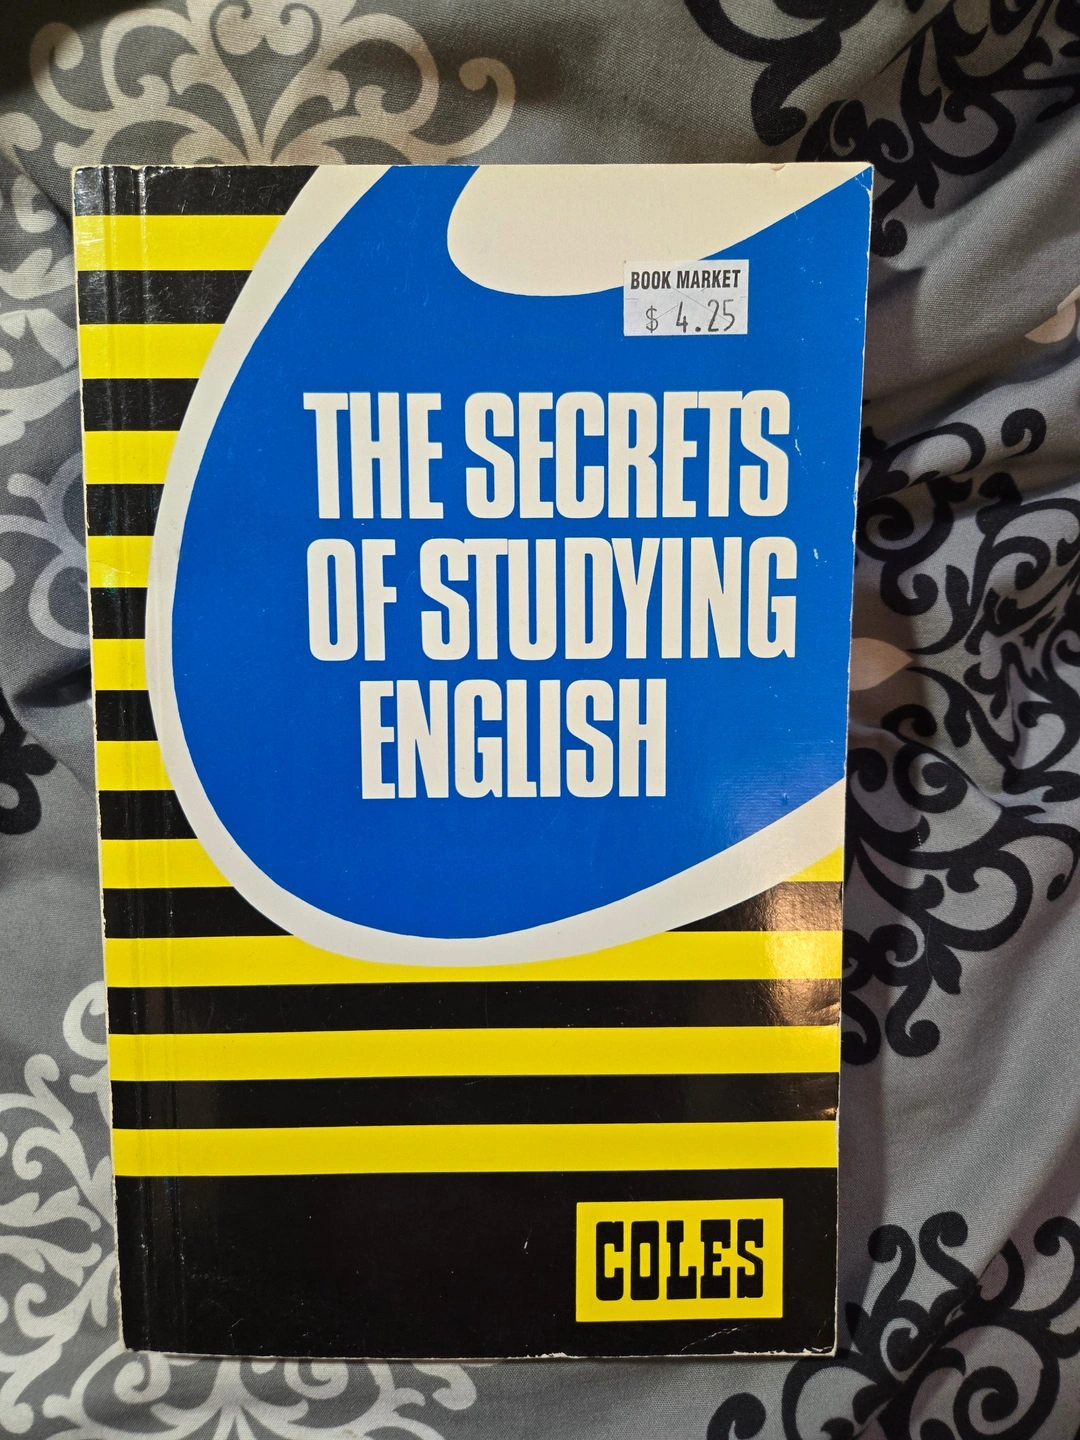 BOOK MARKET
$ 4.25
THE SECRETS
OF STUDYING
ENGLISH
COLES